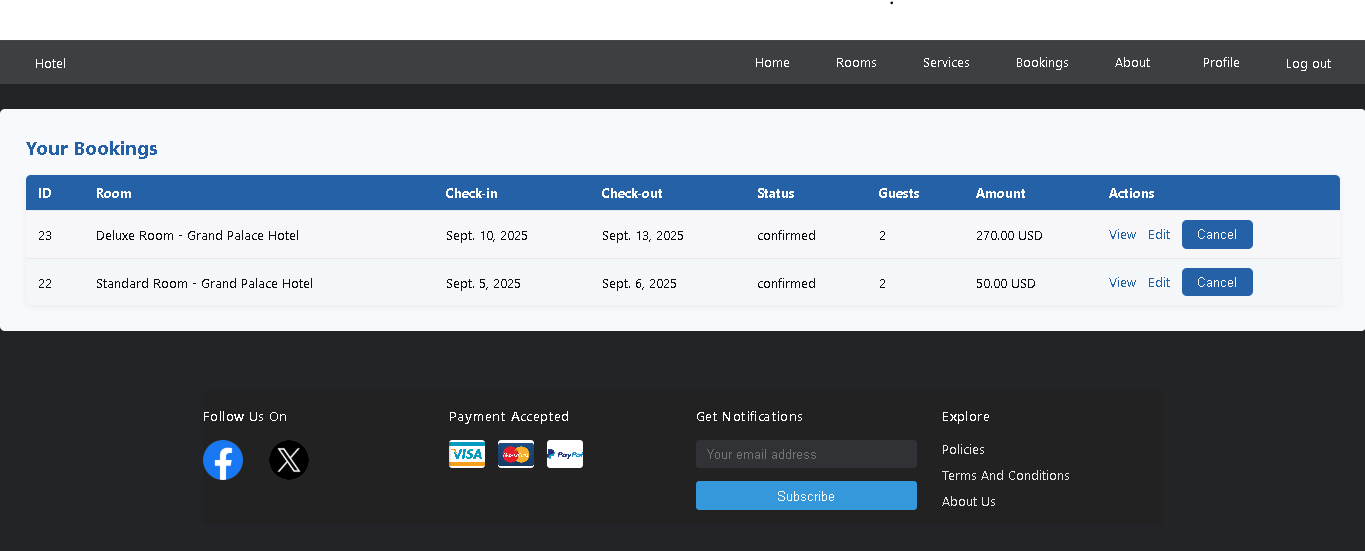 Hotel Home Rooms Services Bookings About Profile Log out
Your Bookings
ID Room Check-in Check-out Status Guests Amount Actions
23 Deluxe Room - Grand Palace Hotel Sept. 10, 2025 Sept. 13, 2025 confirmed 2 270.00 USD View Edit Cancel
22 Standard Room - Grand Palace Hotel Sept. 5, 2025 Sept. 6, 2025 confirmed 2 50.00 USD View Edit Cancel
Follow Us On
Payment Accepted
VISA MasterCard PayPal
Get Notifications
Your email address
Subscribe
Explore
Policies
Terms And Conditions
About Us